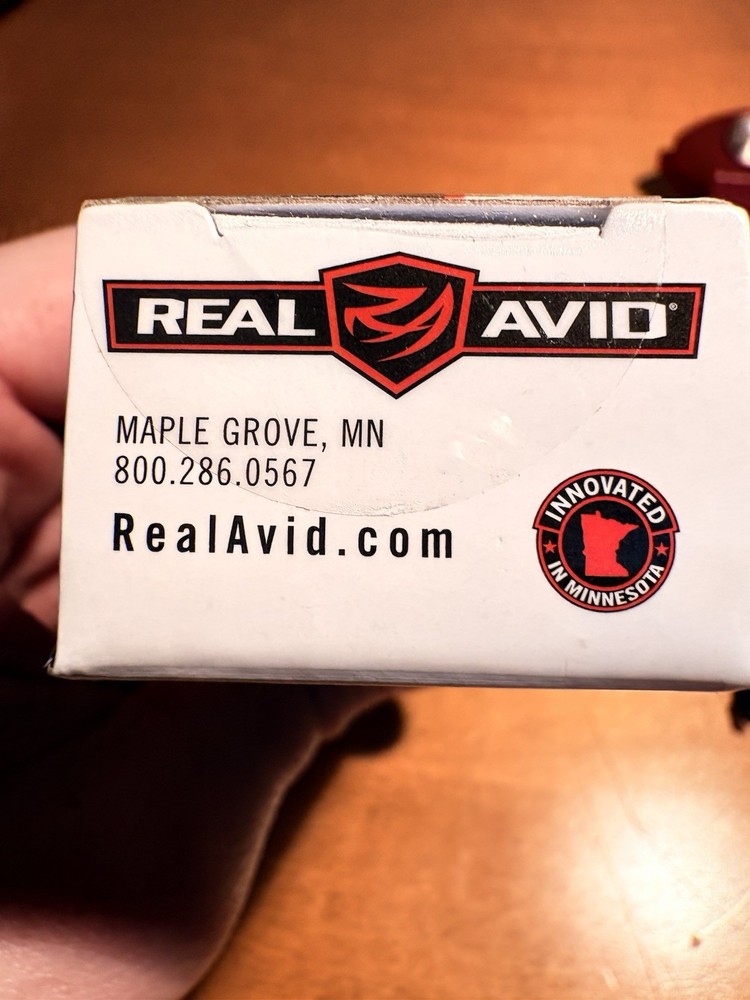 REAL AVID®
MAPLE GROVE, MN
800.286.0567
RealAvid.com
INNOVATED
IN MINNESOTA